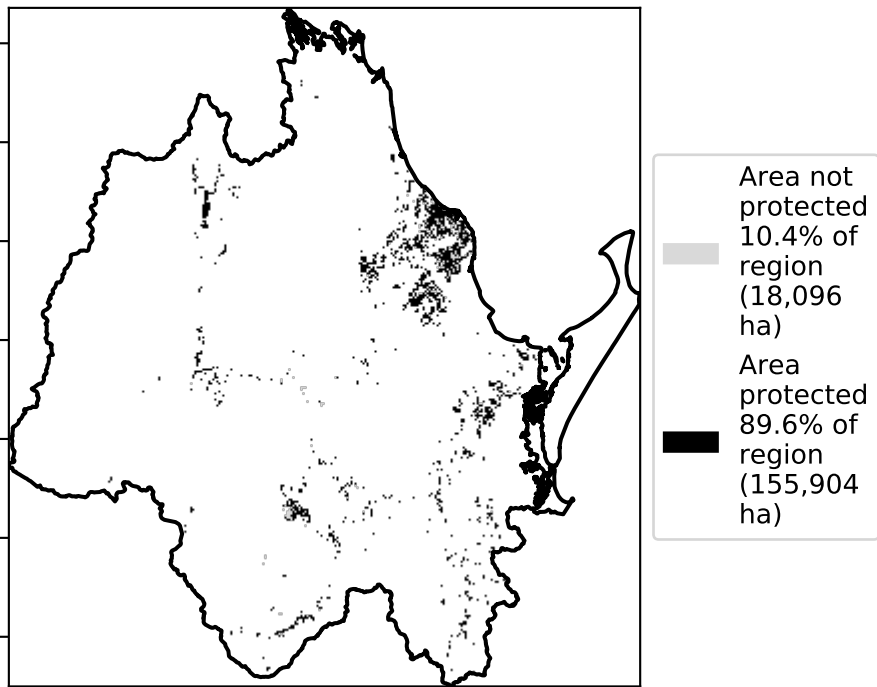 Area not
protected
10.4% of
region
(18,096
ha)
Area
protected
89.6% of
region
(155,904
ha)